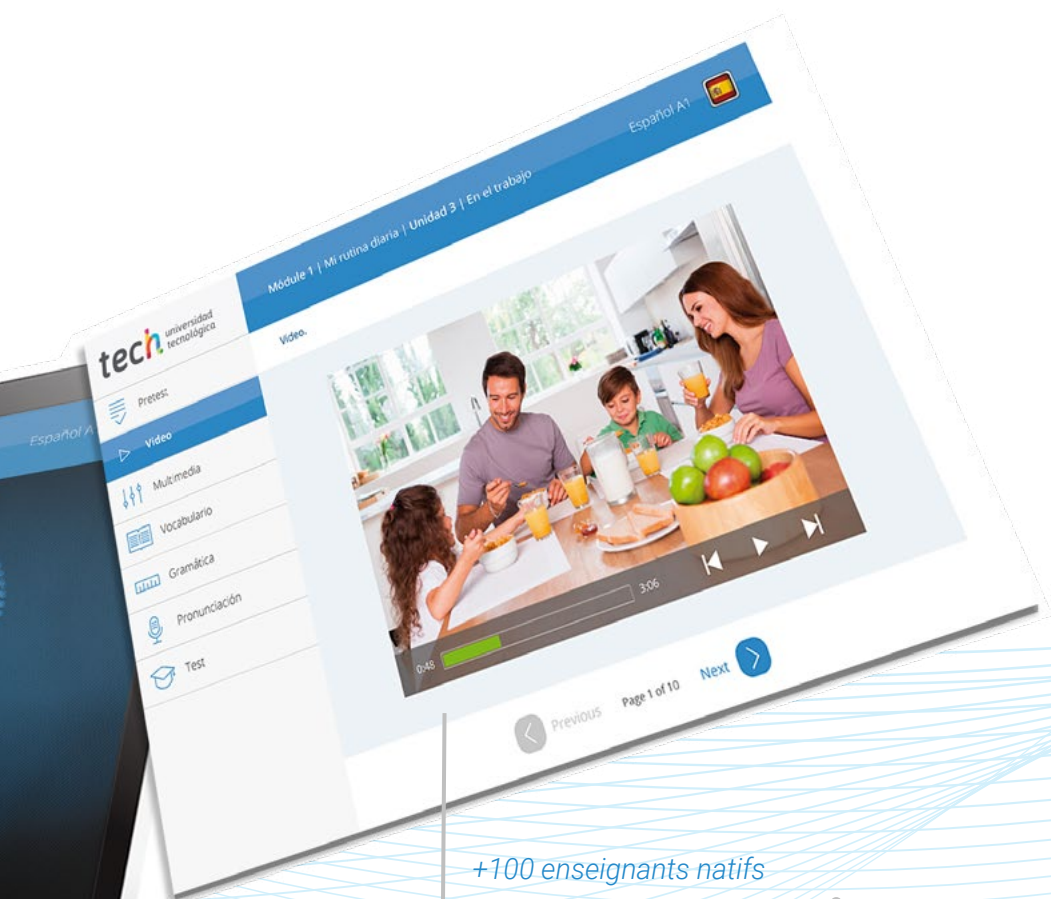 Español A1
Módule 1 | Mi rutina diaria | Unidad 3 | En el trabajo
tech universidad
tecnológica
Video.
Pretest
Video
Multimedia
Vocabulario
Gramática
Pronunciación
Test
0:48
3:06
Previous
Page 1 of 10
Next
Español A
+100 enseignants natifs